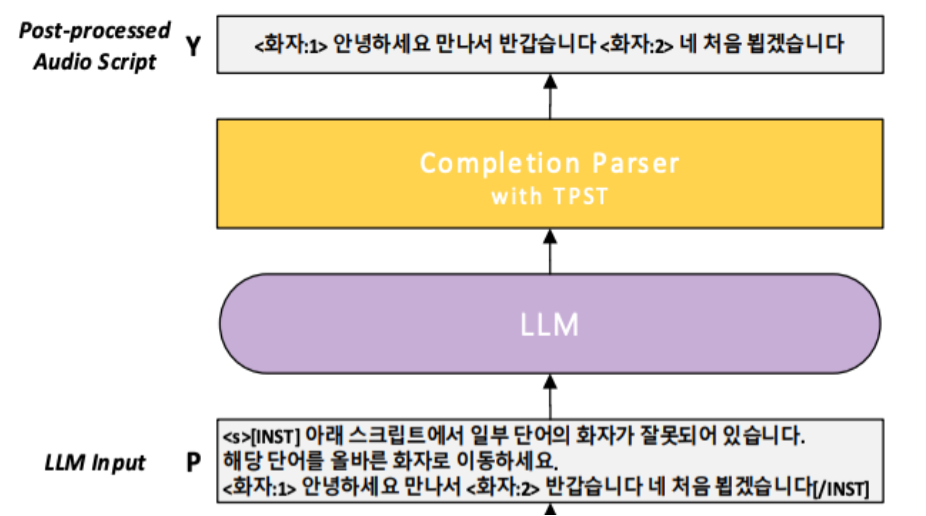 Post-processed
Audio Script
Y
<화자:1> 안녕하세요 만나서 반갑습니다 <화자:2> 네 처음 뵙겠습니다
Completion Parser
with TPST
LLM
LLM Input
P
<s>[INST] 아래 스크립트에서 일부 단어의 화자가 잘못되어 있습니다.
해당 단어를 올바른 화자로 이동하세요.
<화자:1> 안녕하세요 만나서 <화자:2> 반갑습니다 네 처음 뵙겠습니다[/INST]